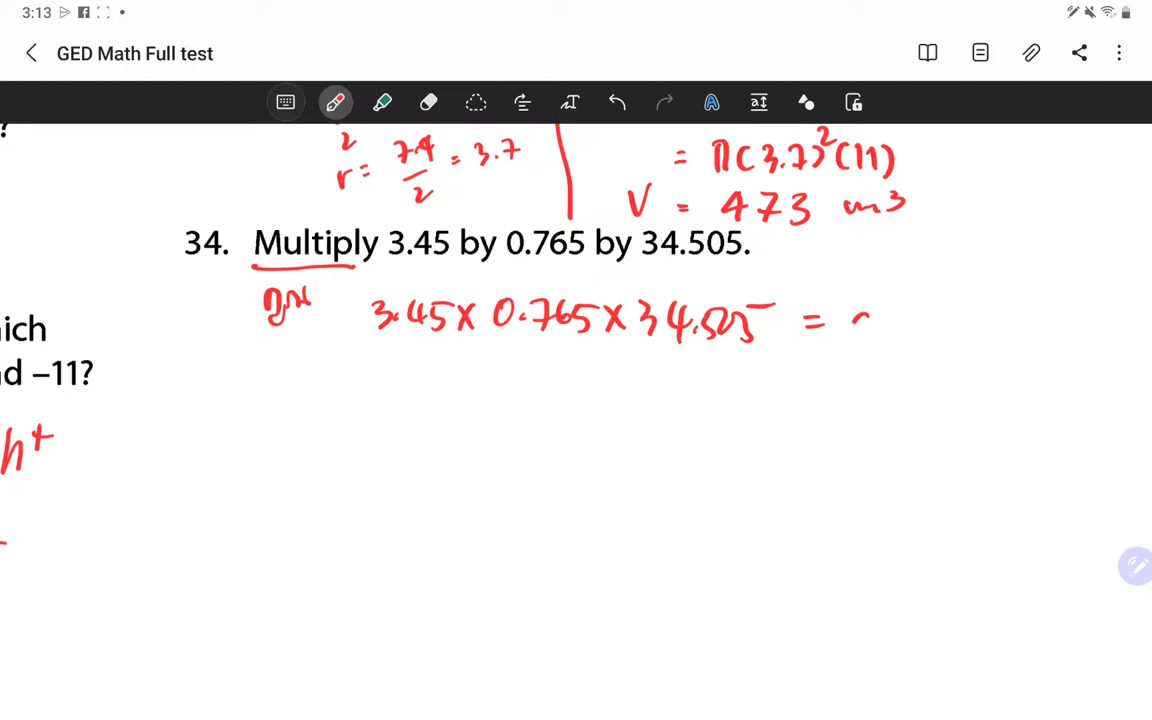 3:13
GED Math Full test
?
2
r = 7.4/2 = 3.7
= π(3.7)²(11)
V = 473 cm³
34. Multiply 3.45 by 0.765 by 34.505.
3.45 x 0.765 x 34.505 =
ich
d –11?
h+